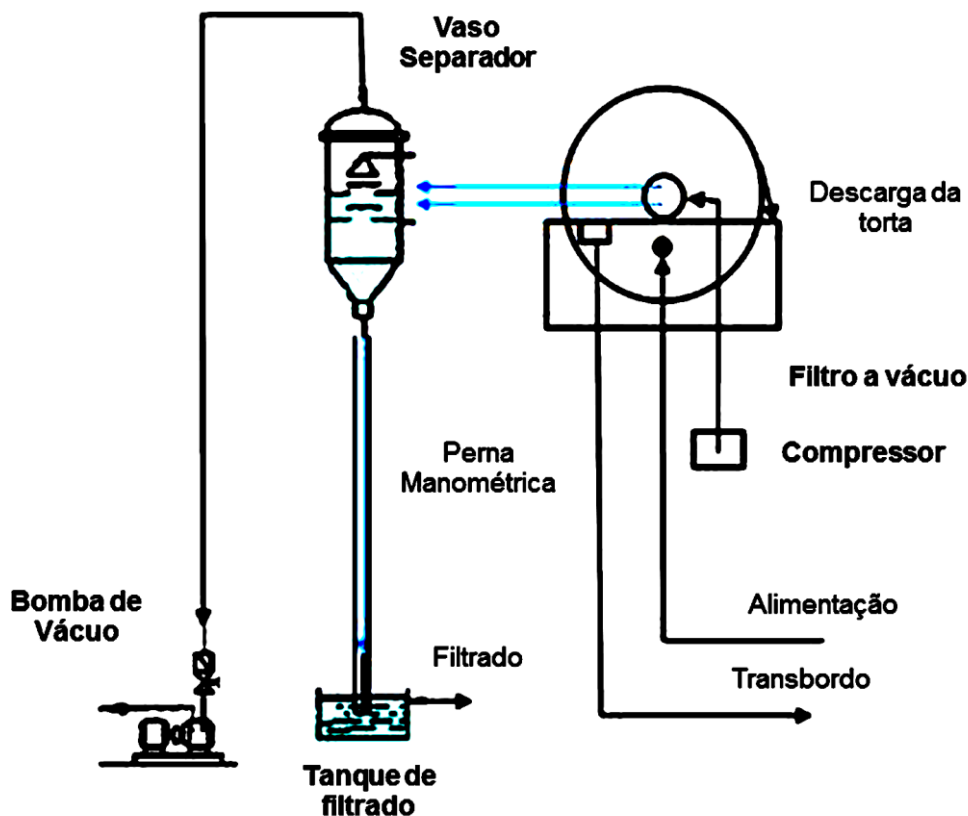 Vaso
Separador
Descarga da
torta
Filtro a vácuo
Compressor
Perna
Manométrica
Bomba de
Vácuo
Alimentação
Filtrado
Transbordo
Tanque de
filtrado